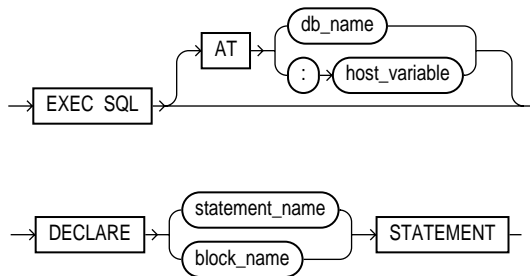 db_name
AT
: host_variable
EXEC SQL
statement_name
DECLARE STATEMENT
block_name